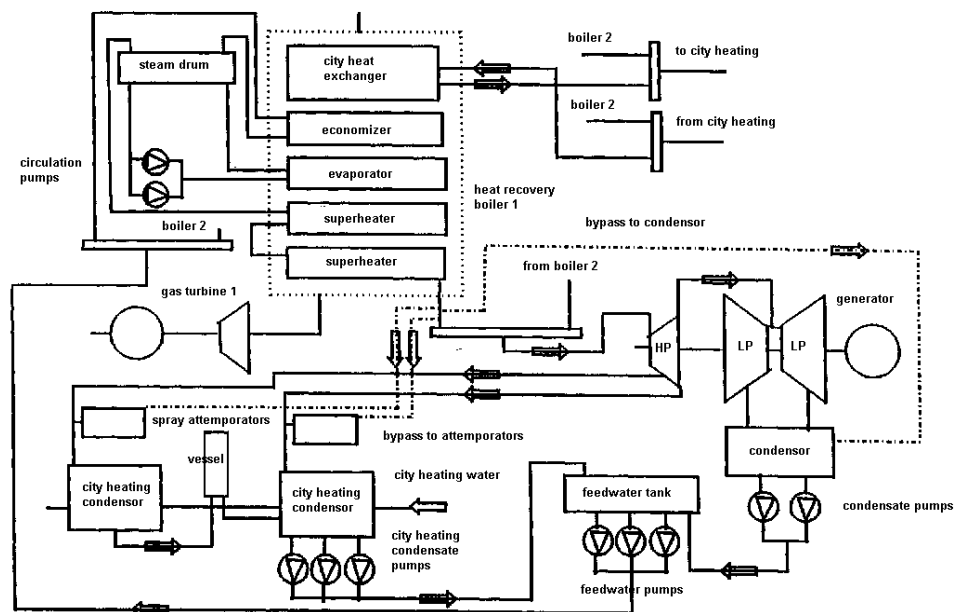 boiler 2
to city heating
steam drum
city heat
exchanger
boiler 2
from city heating
economizer
circulation
pumps
evaporator
heat recovery
boiler 1
superheater
boiler 2
bypass to condensor
superheater
from boiler 2
gas turbine 1
generator
HP
LP
LP
spray attemporators
bypass to attemporators
vessel
condensor
city heating
condensor
city heating
condensor
city heating water
feedwater tank
condensate pumps
city heating
condensate
pumps
feedwater pumps